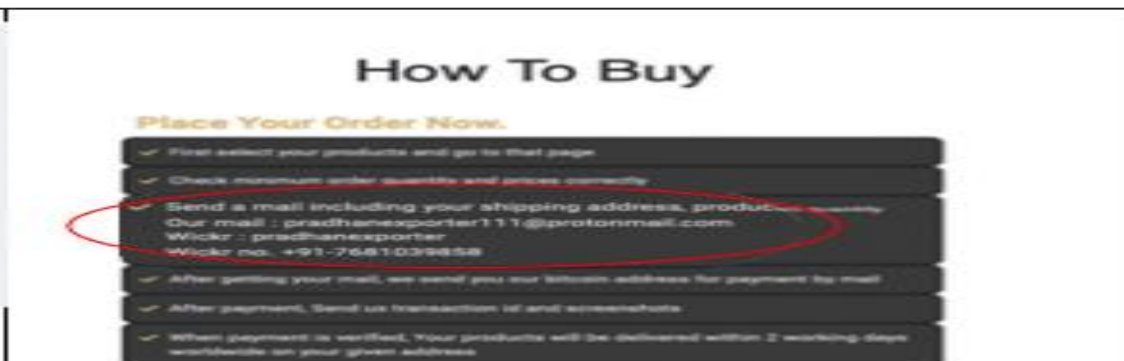 How To Buy
Place Your Order Now.
First select your products and go to that page
Check minimum order quantity and prices correctly
Send a mail including your shipping address, product
Our mail : pradhanexporter111@protonmail.com
Wickr : pradhanexporter
Wickr no. +91-7681039858
After getting your mail, we send you our bitcoin address for payment by mail
After payment, Send us transaction id and screenshots
When payment is verified, Your products will be delivered within 2 working days
worldwide on your given address